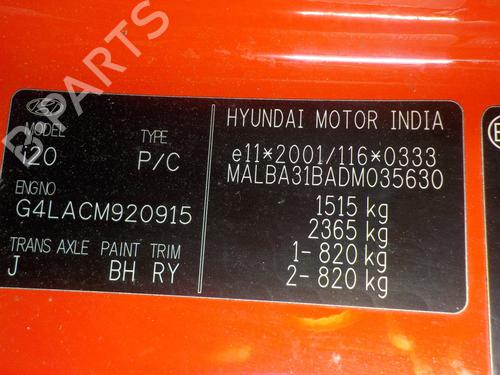 B PARTS
MODEL TYPE
i20 P/C
ENGNO
G4LACM920915
TRANS AXLE PAINT TRIM
J BH RY
HYUNDAI MOTOR INDIA
e11*2001/116*0333
MALBA31BADM035630
1515 kg
2365 kg
1- 820 kg
2- 820 kg